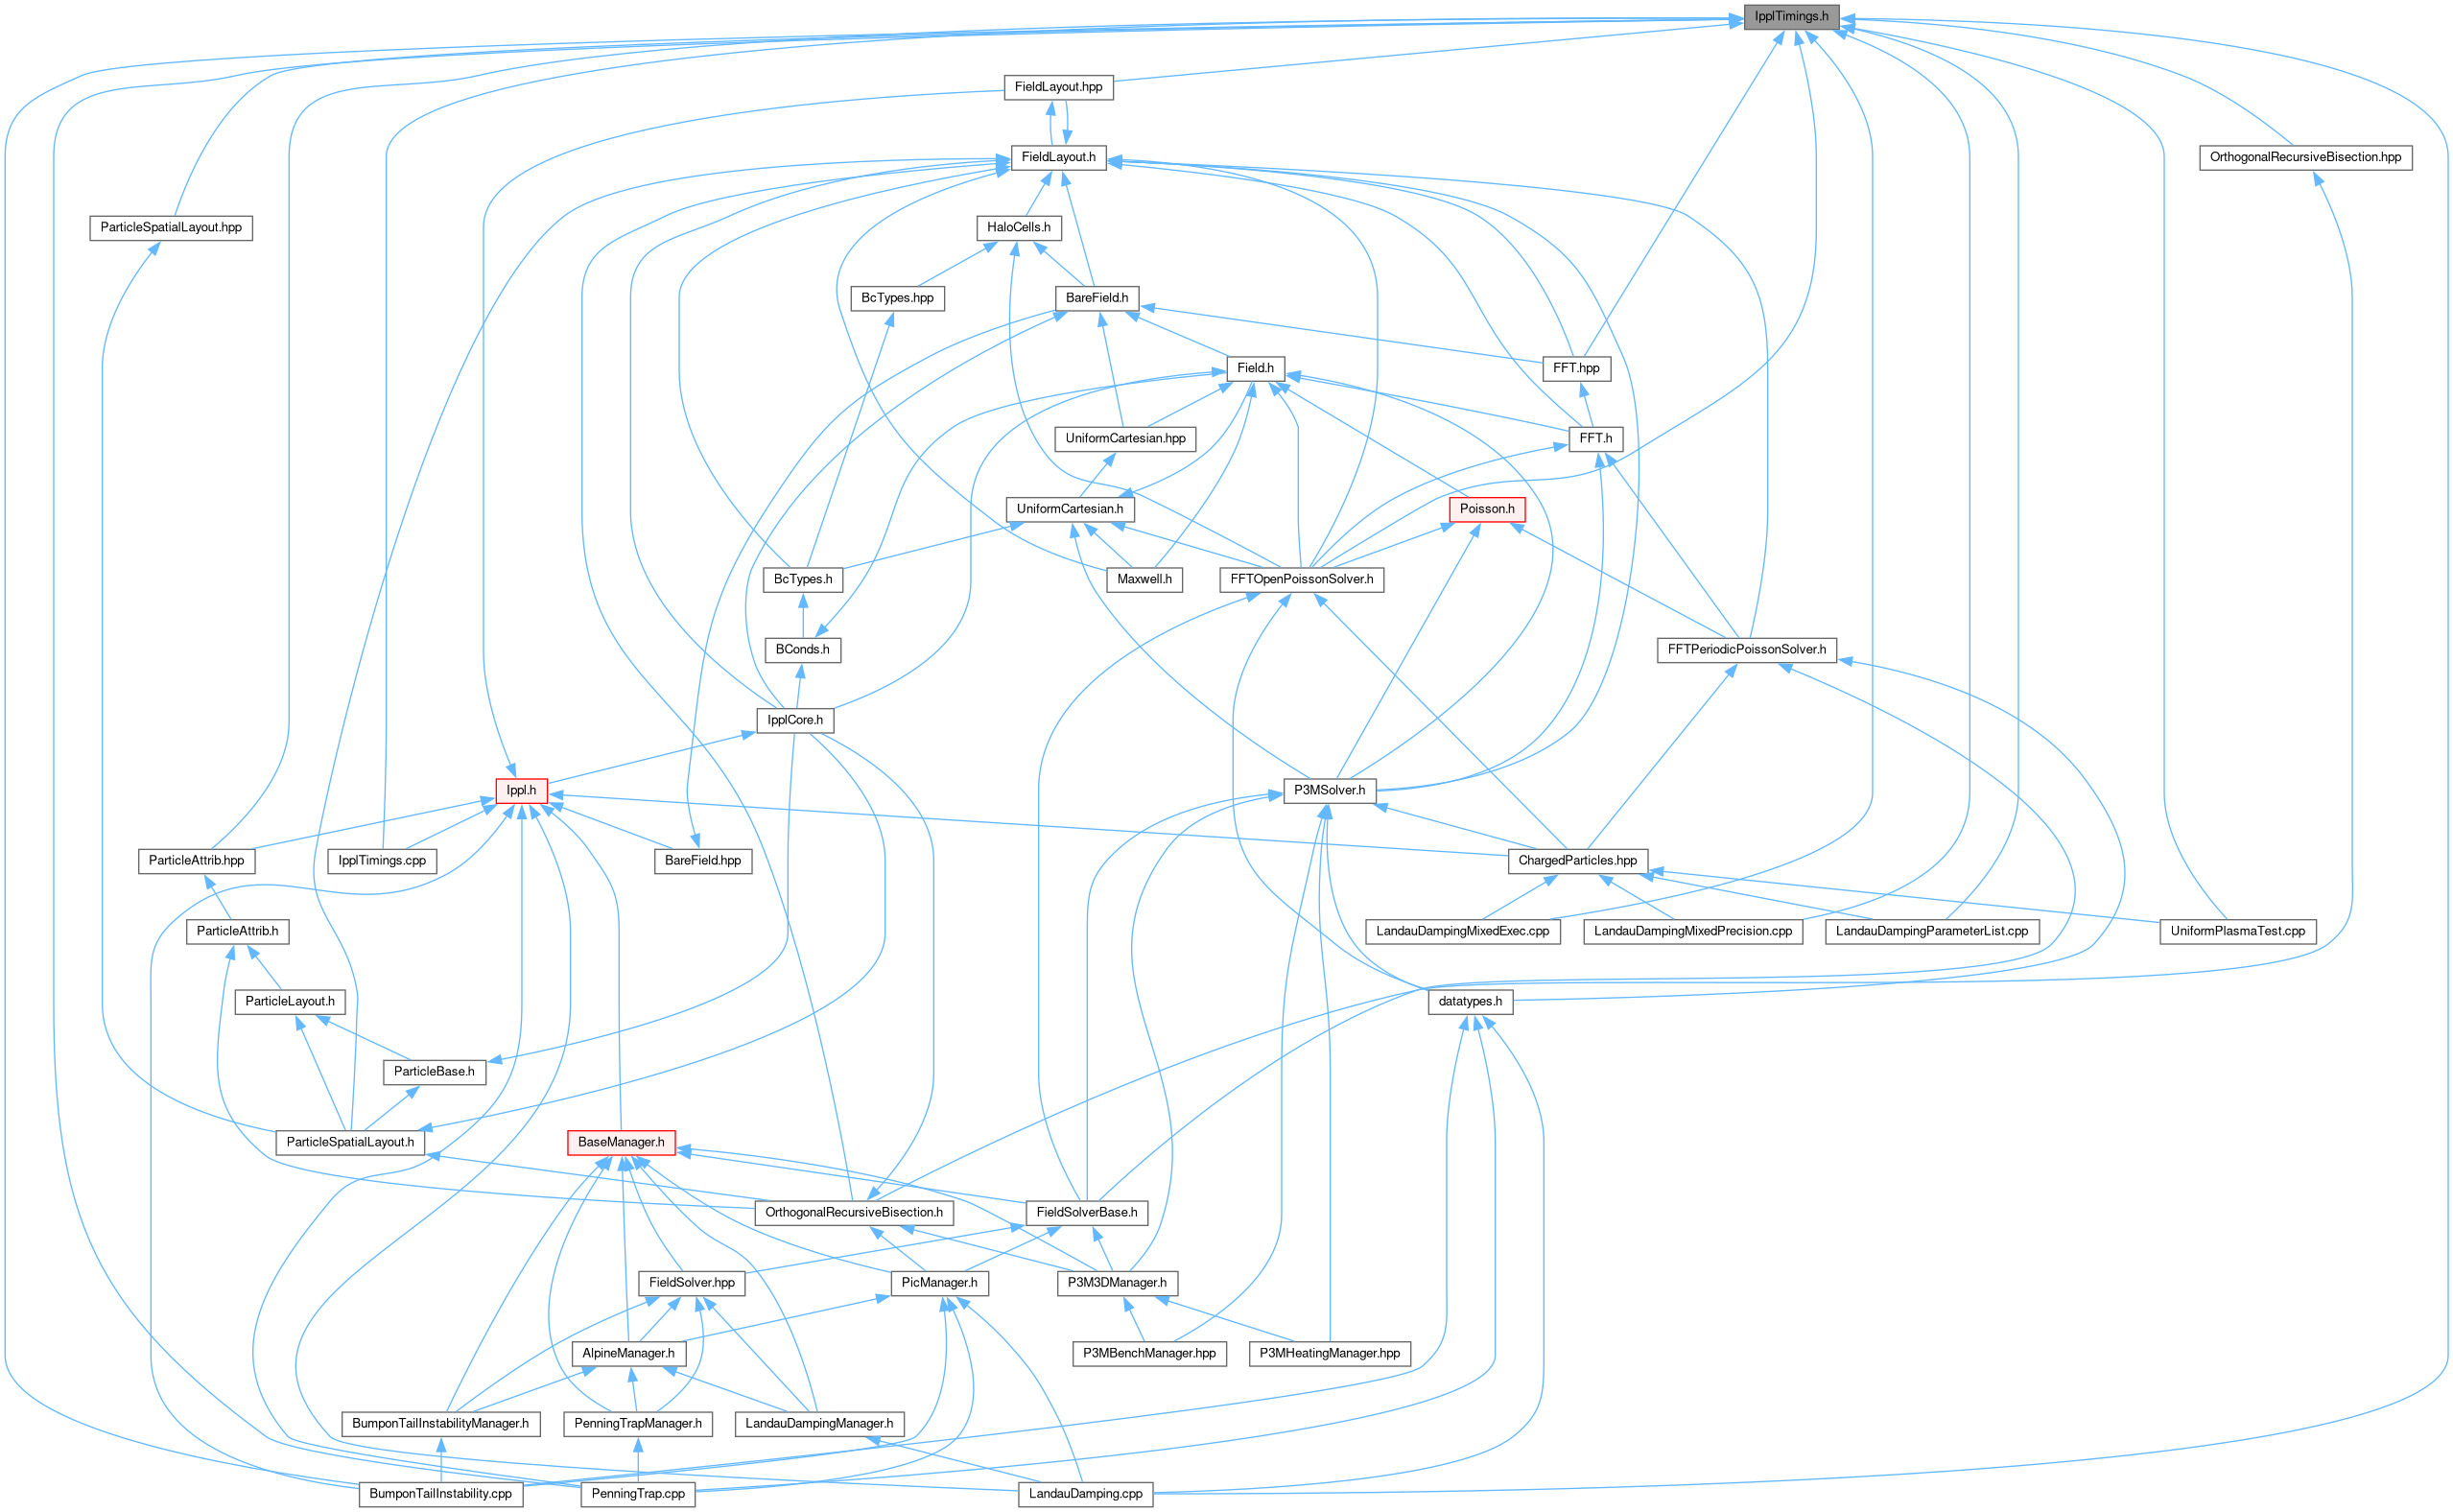 IpplTimings.h
FieldLayout.hpp
FieldLayout.h
OrthogonalRecursiveBisection.hpp
ParticleSpatialLayout.hpp
HaloCells.h
BcTypes.hpp
BareField.h
Field.h
FFT.hpp
UniformCartesian.hpp
FFT.h
UniformCartesian.h
Poisson.h
BcTypes.h
Maxwell.h
FFTOpenPoissonSolver.h
BConds.h
FFTPeriodicPoissonSolver.h
IpplCore.h
Ippl.h
P3MSolver.h
ParticleAttrib.hpp
IpplTimings.cpp
BareField.hpp
ChargedParticles.hpp
ParticleAttrib.h
LandauDampingMixedExec.cpp
LandauDampingMixedPrecision.cpp
LandauDampingParameterList.cpp
UniformPlasmaTest.cpp
ParticleLayout.h
datatypes.h
ParticleBase.h
ParticleSpatialLayout.h
BaseManager.h
OrthogonalRecursiveBisection.h
FieldSolverBase.h
FieldSolver.hpp
PicManager.h
P3M3DManager.h
AlpineManager.h
P3MBenchManager.hpp
P3MHeatingManager.hpp
BumponTailInstabilityManager.h
PenningTrapManager.h
LandauDampingManager.h
BumponTailInstability.cpp
PenningTrap.cpp
LandauDamping.cpp